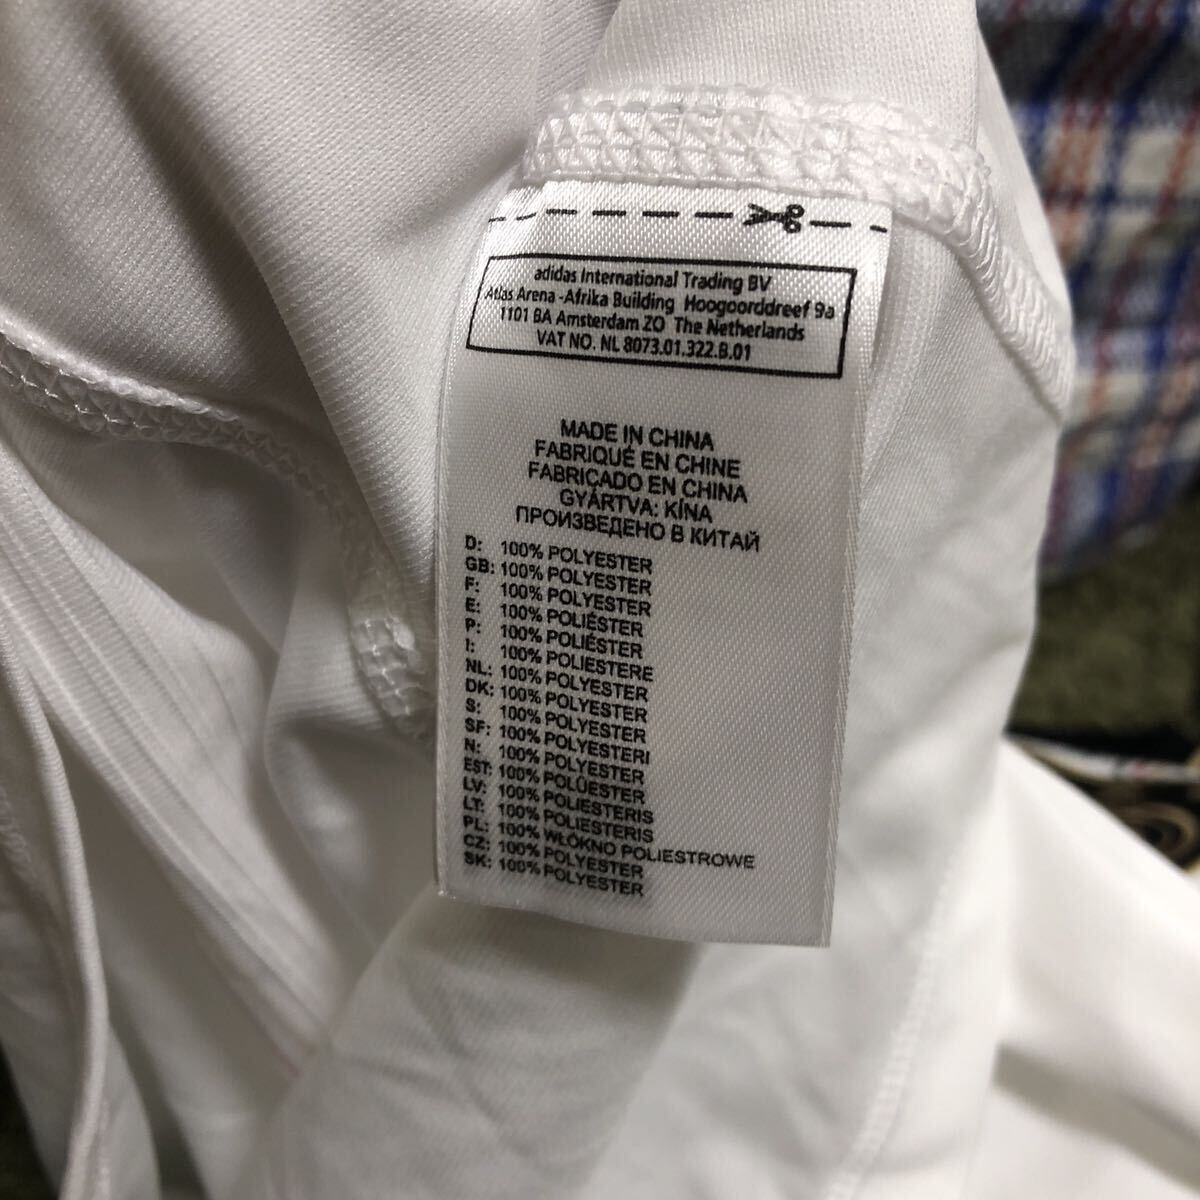 adidas International Trading BV
Atlas Arena -Afrika Building Hoogoorddreef 9a
1101 BA Amsterdam ZO The Netherlands
VAT NO. NL 8073.01.322.B.01
MADE IN CHINA
FABRIQUÉ EN CHINE
FABRICADO EN CHINA
GYÁRTVA: KÍNA
ПРОИЗВЕДЕНО В КИТАЙ
D: 100% POLYESTER
GB: 100% POLYESTER
F: 100% POLYESTER
E: 100% POLIÉSTER
P: 100% POLIÉSTER
I: 100% POLIESTERE
NL: 100% POLYESTER
DK: 100% POLYESTER
S: 100% POLYESTER
SF: 100% POLYESTERI
N: 100% POLYESTER
EST: 100% POLÜESTER
LV: 100% POLIESTERIS
LT: 100% POLIESTERIS
PL: 100% WŁÓKNO POLIESTROWE
CZ: 100% POLYESTER
SK: 100% POLYESTER